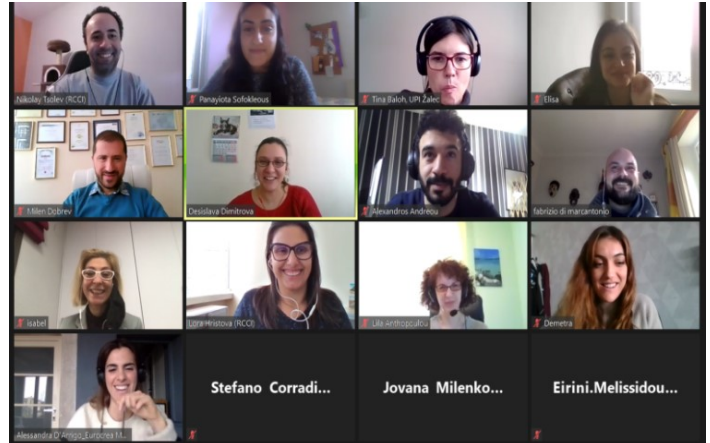 Nikolay Tsolev (RCCI)
Panayiota Sofokleous
Tina Baloh, UPI Žalec
Elisa
Milen Dobrev
Desislava Dimitrova
Alexandros Andreou
fabrizio di marcantonio
isabel
Lora Hristova (RCCI)
Lila Anthropoulou
Demetra
Alessandra D'Arrigo_Eurocrea M...
Stefano Corradi...
Jovana Milenko...
Eirini.Melissidou...